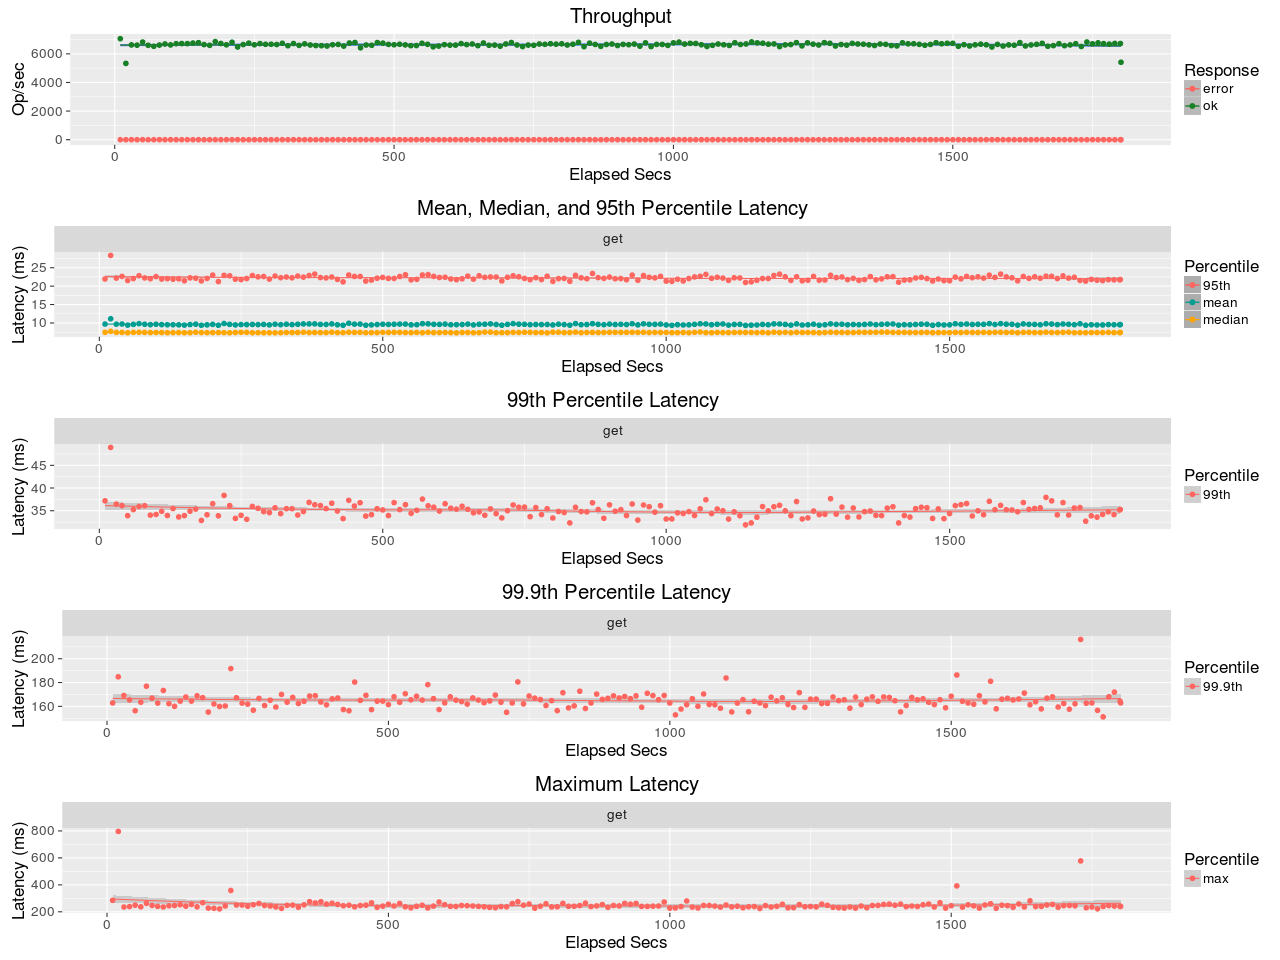 Throughput
Op/sec
6000
4000
2000
0
0 500 1000 1500
Elapsed Secs
Response
error
ok
Mean, Median, and 95th Percentile Latency
get
Latency (ms)
25
20
15
10
0 500 1000 1500
Elapsed Secs
Percentile
95th
mean
median
99th Percentile Latency
get
Latency (ms)
45
40
35
0 500 1000 1500
Elapsed Secs
Percentile
99th
99.9th Percentile Latency
get
Latency (ms)
200
180
160
0 500 1000 1500
Elapsed Secs
Percentile
99.9th
Maximum Latency
get
Latency (ms)
800
600
400
200
0 500 1000 1500
Elapsed Secs
Percentile
max